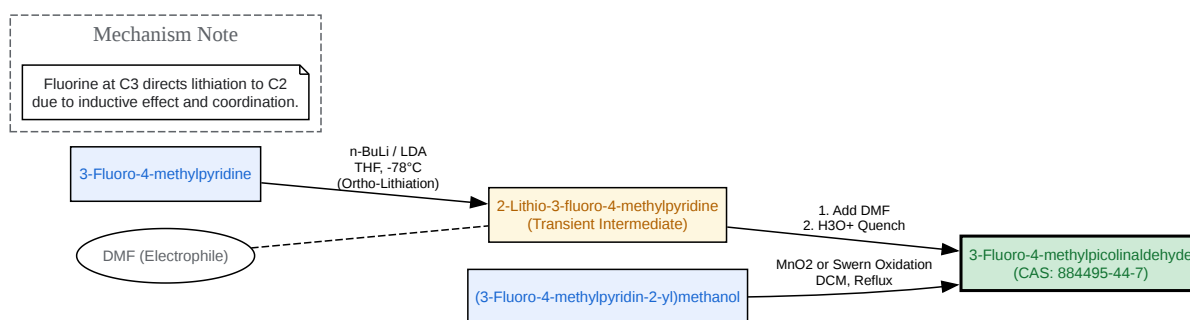 Mechanism Note
Fluorine at C3 directs lithiation to C2
due to inductive effect and coordination.
3-Fluoro-4-methylpyridine
n-BuLi / LDA
THF, -78°C
(Ortho-Lithiation)
DMF (Electrophile)
2-Lithio-3-fluoro-4-methylpyridine
(Transient Intermediate)
1. Add DMF
2. H3O+ Quench
(3-Fluoro-4-methylpyridin-2-yl)methanol
MnO2 or Swern Oxidation
DCM, Reflux
3-Fluoro-4-methylpicolinaldehyde
(CAS: 884495-44-7)